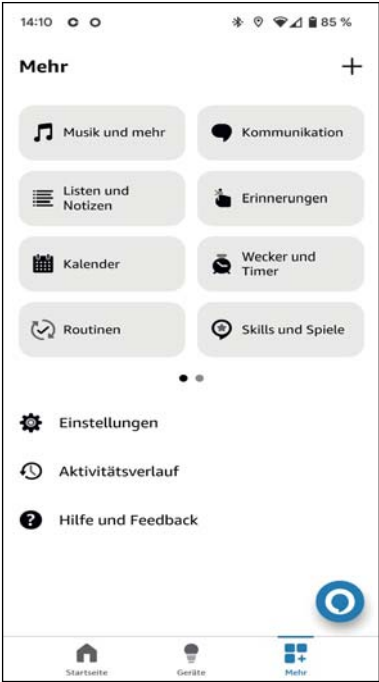 14:10 85 %
Mehr
Musik und mehr
Kommunikation
Listen und
Notizen
Erinnerungen
Kalender
Wecker und
Timer
Routinen
Skills und Spiele
Einstellungen
Aktivitätsverlauf
Hilfe und Feedback
Startseite
Geräte
Mehr